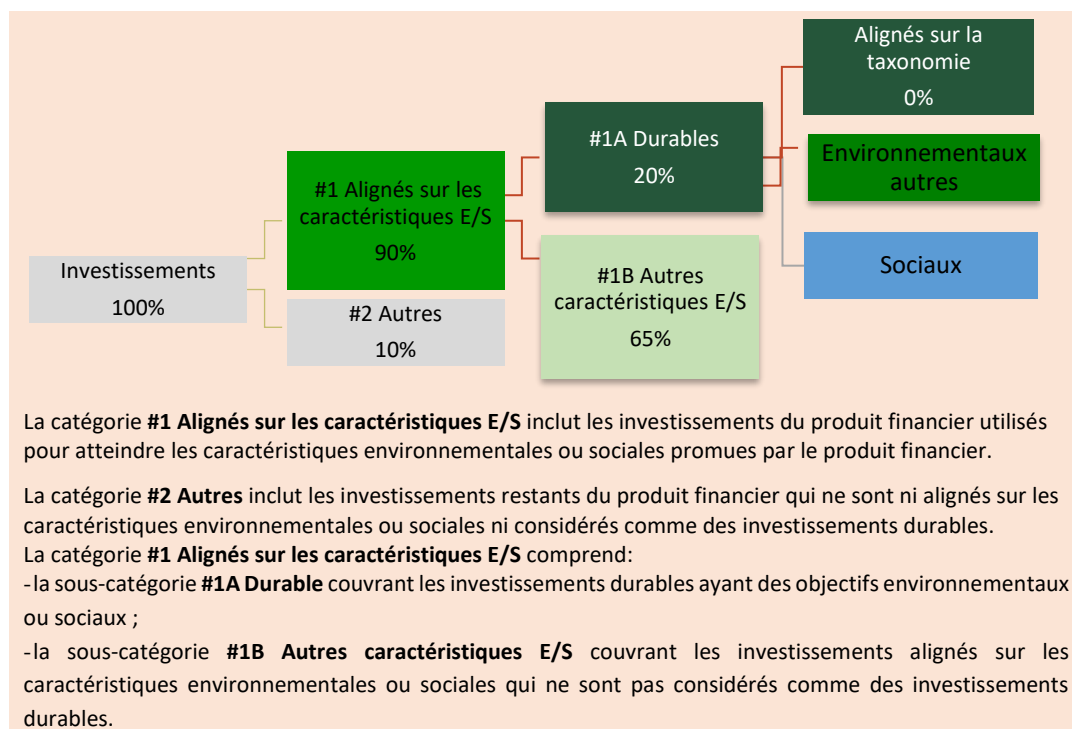 Investissements
100%
#1 Alignés sur les
caractéristiques E/S
90%
#2 Autres
10%
#1A Durables
20%
#1B Autres
caractéristiques E/S
65%
Alignés sur la
taxonomie
0%
Environnementaux
autres
Sociaux
La catégorie #1 Alignés sur les caractéristiques E/S inclut les investissements du produit financier utilisés
pour atteindre les caractéristiques environnementales ou sociales promues par le produit financier.
La catégorie #2 Autres inclut les investissements restants du produit financier qui ne sont ni alignés sur les
caractéristiques environnementales ou sociales ni considérés comme des investissements durables.
La catégorie #1 Alignés sur les caractéristiques E/S comprend:
-la sous-catégorie #1A Durable couvrant les investissements durables ayant des objectifs environnementaux
ou sociaux ;
-la sous-catégorie #1B Autres caractéristiques E/S couvrant les investissements alignés sur les
caractéristiques environnementales ou sociales qui ne sont pas considérés comme des investissements
durables.